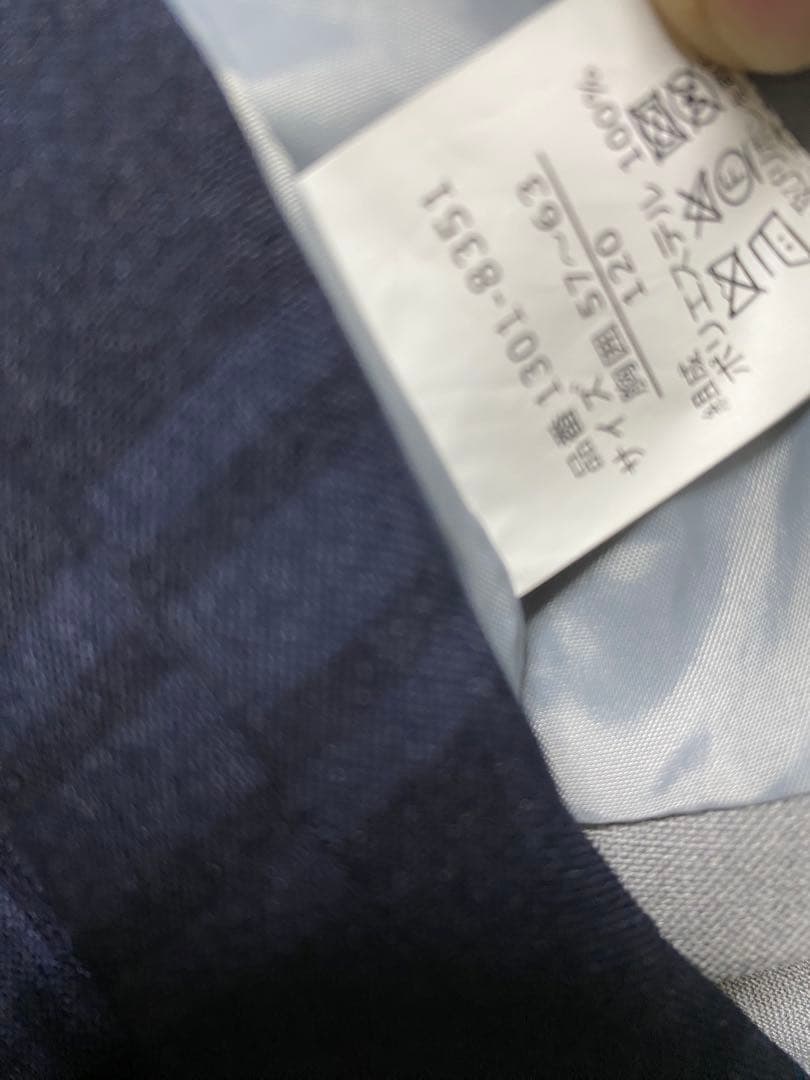 品番 1301-8351
サイズ 120
胸囲 57~63
組成
ポリエステル 100%